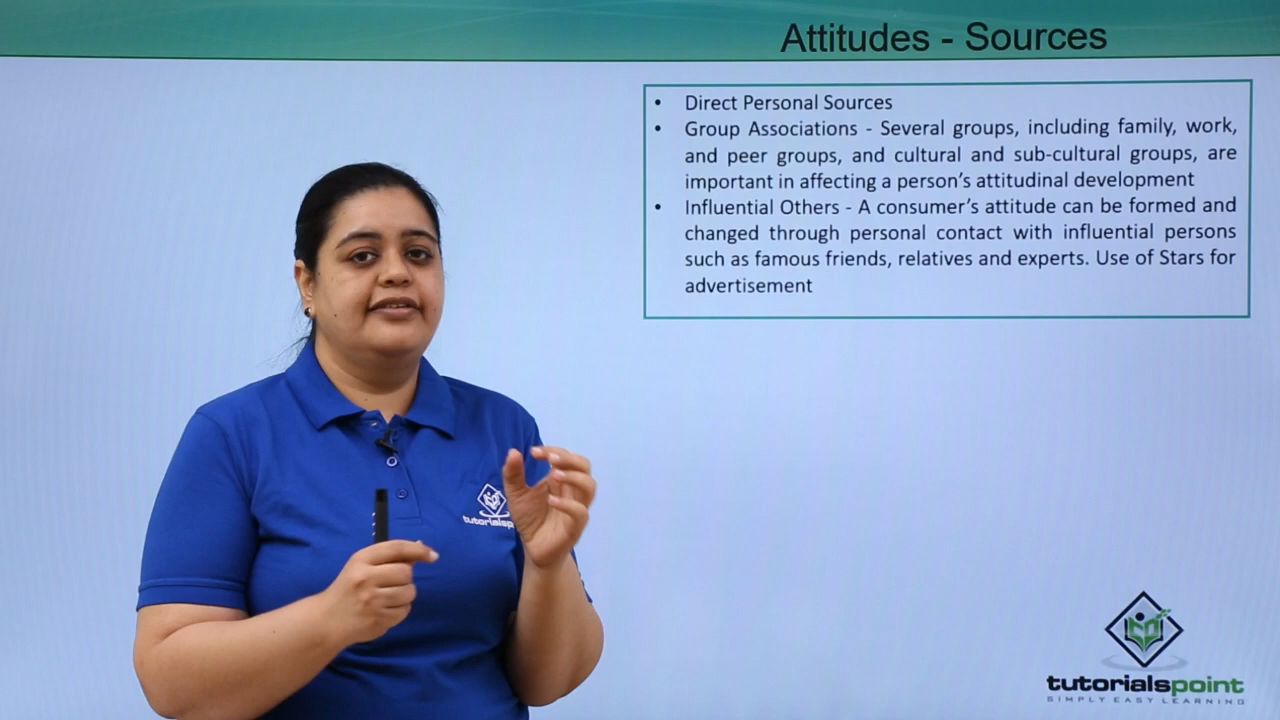 Attitudes - Sources
• Direct Personal Sources
• Group Associations - Several groups, including family, work,
and peer groups, and cultural and sub-cultural groups, are
important in affecting a person's attitudinal development
• Influential Others - A consumer's attitude can be formed and
changed through personal contact with influential persons
such as famous friends, relatives and experts. Use of Stars for
advertisement
tutorialsp
tutorialspoint
SIMPLY EASY LEARNING